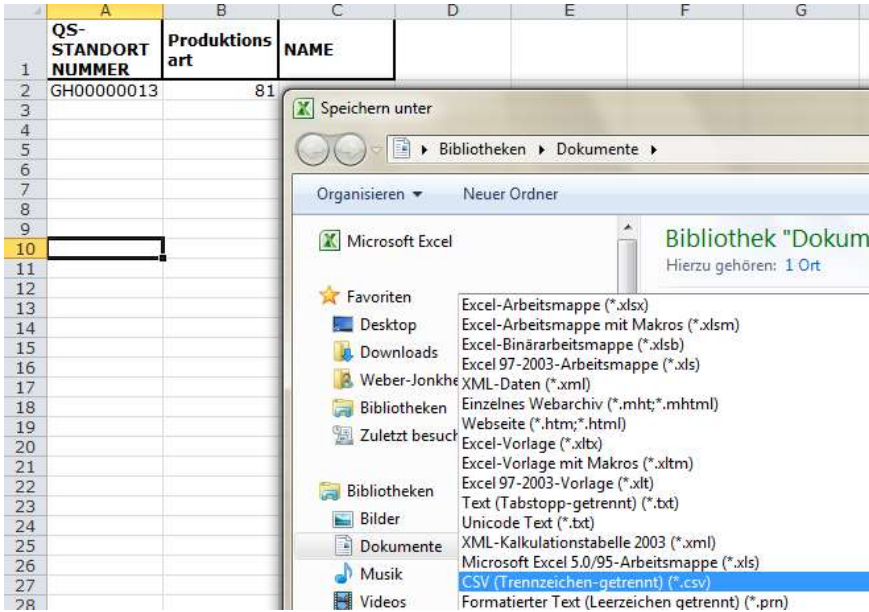 A B C D E F G
QS-
STANDORT
NUMMER
Produktions
art
NAME
1
2 GH00000013 81
3
4
5
6
7
8
9
10
11
12
13
14
15
16
17
18
19
20
21
22
23
24
25
26
27
28
Speichern unter
Bibliotheken Dokumente
Organisieren Neuer Ordner
Microsoft Excel
Favoriten
Desktop
Downloads
Weber-Jonkhe
Bibliotheken
Zuletzt besuch
Bibliotheken
Bilder
Dokumente
Musik
Videos
Bibliothek "Dokum
Hierzu gehören: 1 Ort
Excel-Arbeitsmappe (*.xlsx)
Excel-Arbeitsmappe mit Makros (*.xlsm)
Excel-Binärarbeitsmappe (*.xlsb)
Excel 97-2003-Arbeitsmappe (*.xls)
XML-Daten (*.xml)
Einzelnes Webarchiv (*.mht;*.mhtml)
Webseite (*.htm;*.html)
Excel-Vorlage (*.xltx)
Excel-Vorlage mit Makros (*.xltm)
Excel 97-2003-Vorlage (*.xlt)
Text (Tabstopp-getrennt) (*.txt)
Unicode Text (*.txt)
XML-Kalkulationstabelle 2003 (*.xml)
Microsoft Excel 5.0/95-Arbeitsmappe (*.xls)
CSV (Trennzeichen-getrennt) (*.csv)
Formatierter Text (Leerzeichen getrennt) (*.prn)